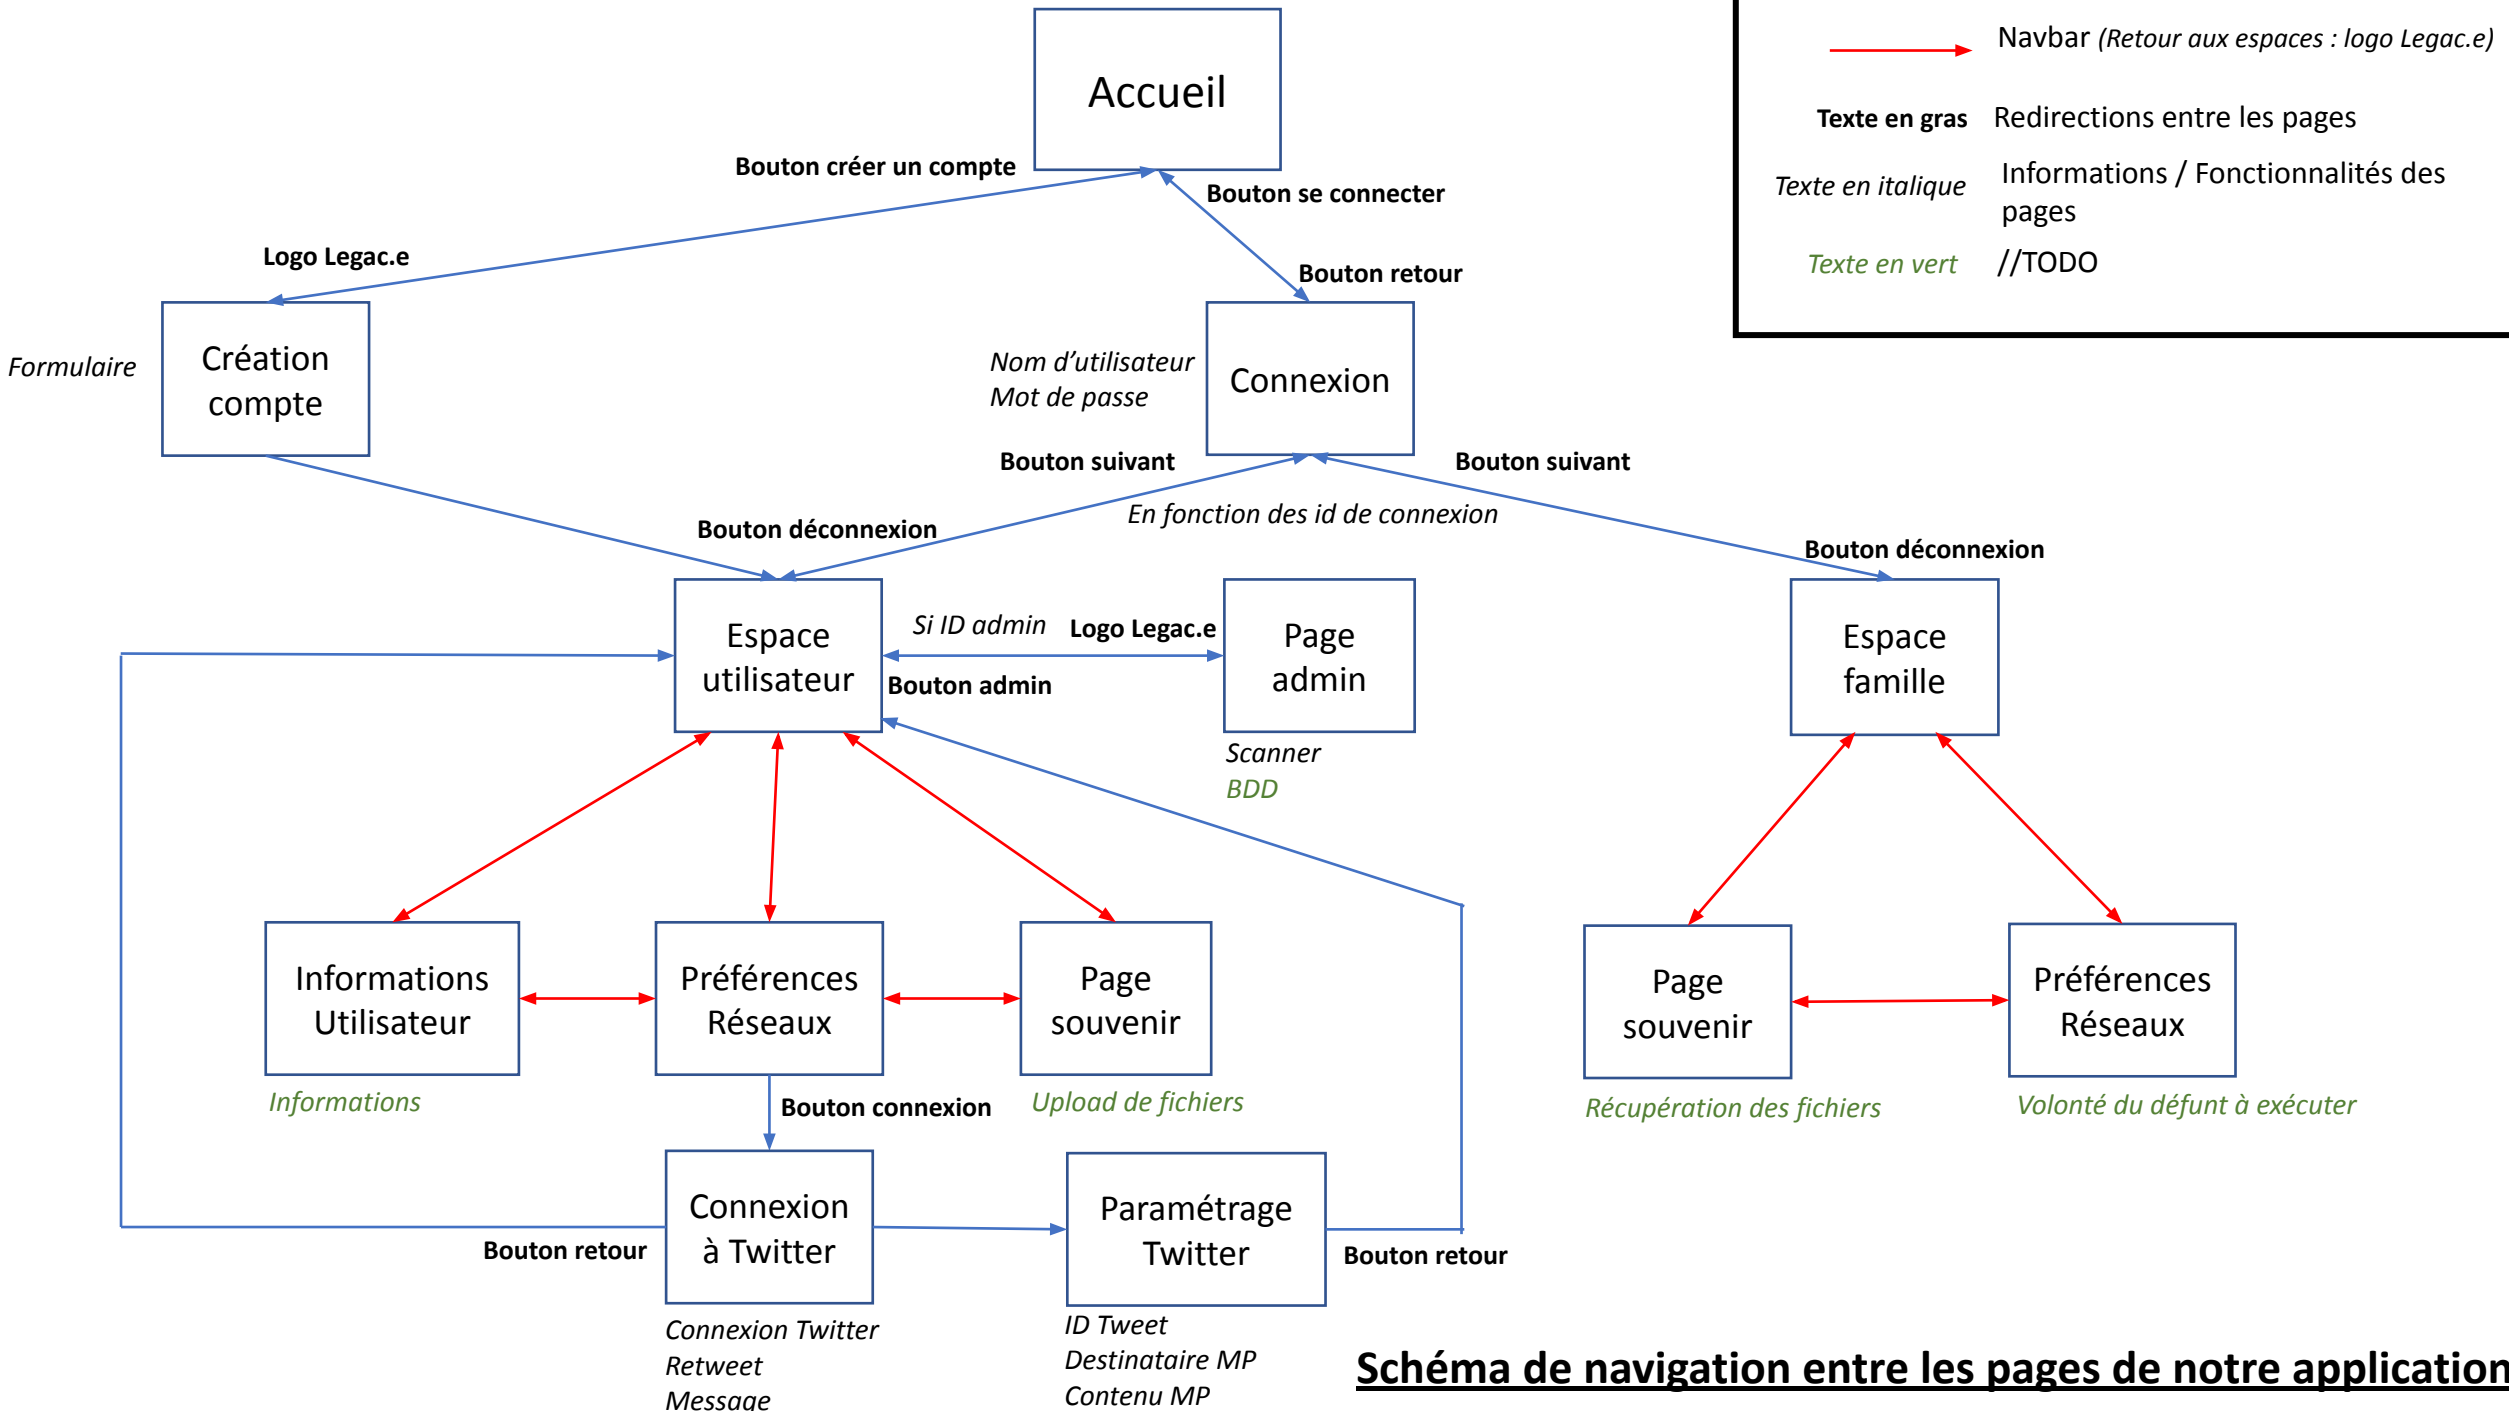 Accueil
Navbar (Retour aux espaces : logo Legac.e)
Texte en gras Redirections entre les pages
Texte en italique Informations / Fonctionnalités des
pages
Texte en vert //TODO
Bouton créer un compte
Bouton se connecter
Logo Legac.e
Bouton retour
Formulaire
Création
compte
Nom d’utilisateur
Mot de passe
Connexion
Bouton suivant
Bouton suivant
En fonction des id de connexion
Bouton déconnexion
Bouton déconnexion
Espace
utilisateur
Si ID admin
Logo Legac.e
Bouton admin
Page
admin
Scanner
BDD
Espace
famille
Informations
Utilisateur
Informations
Préférences
Réseaux
Page
souvenir
Upload de fichiers
Page
souvenir
Récupération des fichiers
Préférences
Réseaux
Volonté du défunt à exécuter
Bouton connexion
Connexion
à Twitter
Bouton retour
Connexion Twitter
Retweet
Message
Paramétrage
Twitter
Bouton retour
ID Tweet
Destinataire MP
Contenu MP
Schéma de navigation entre les pages de notre application